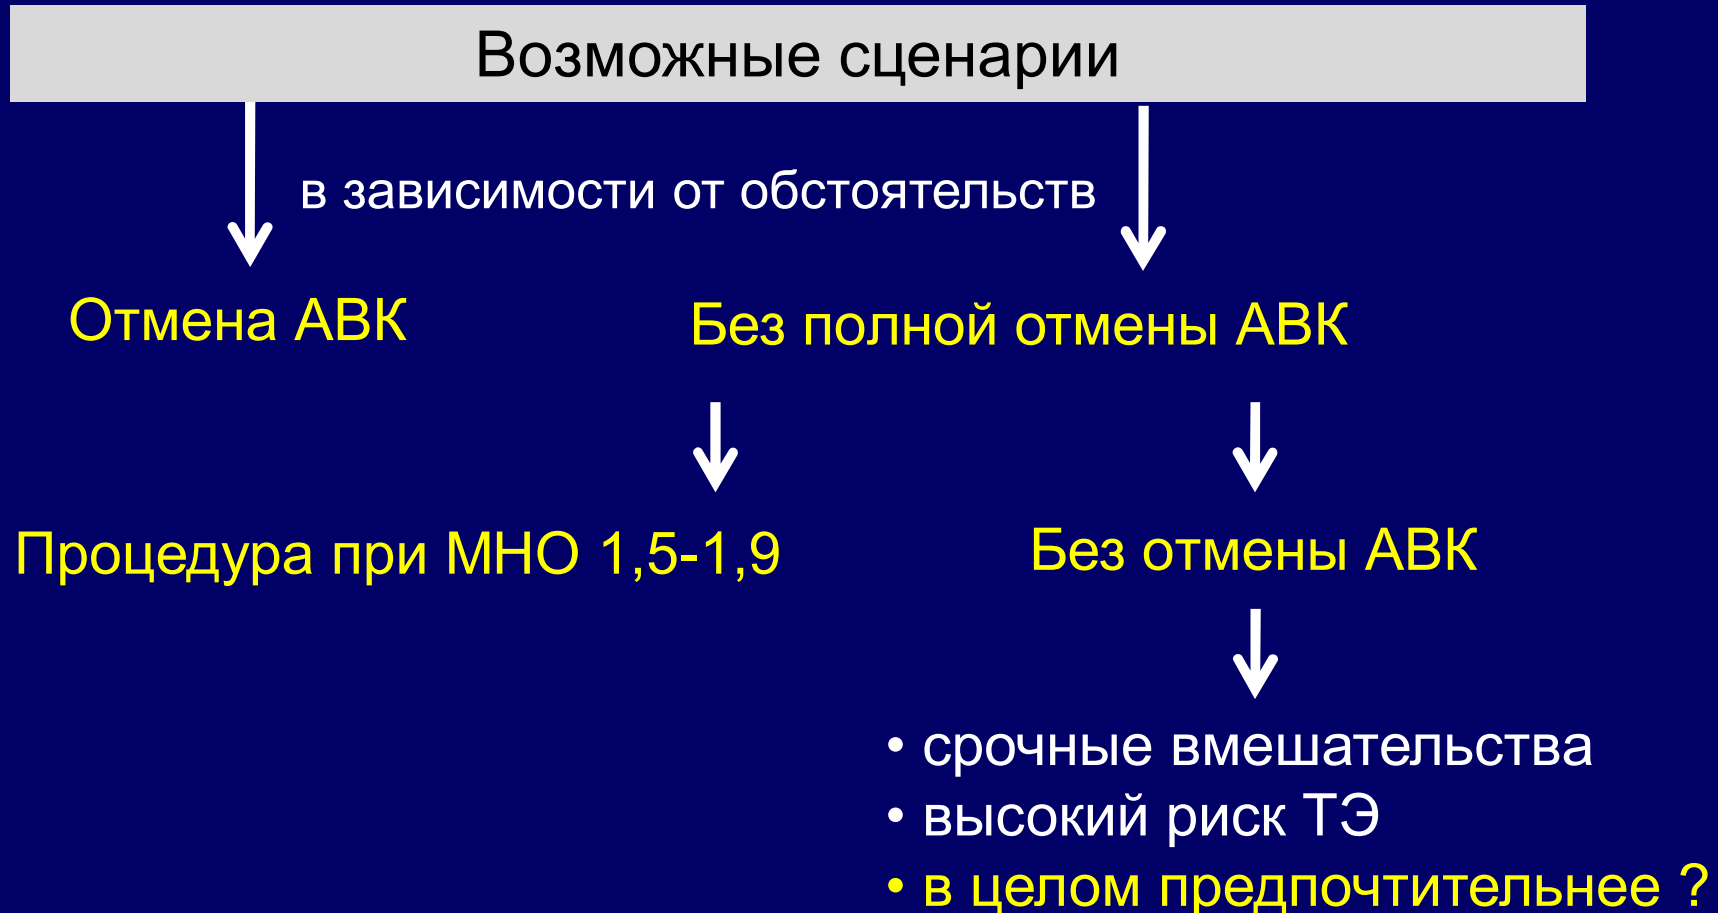 Возможные сценарии
в зависимости от обстоятельств
Отмена АВК
Без полной отмены АВК
Процедура при МНО 1,5-1,9
Без отмены АВК
• срочные вмешательства
• высокий риск ТЭ
• в целом предпочтительнее ?